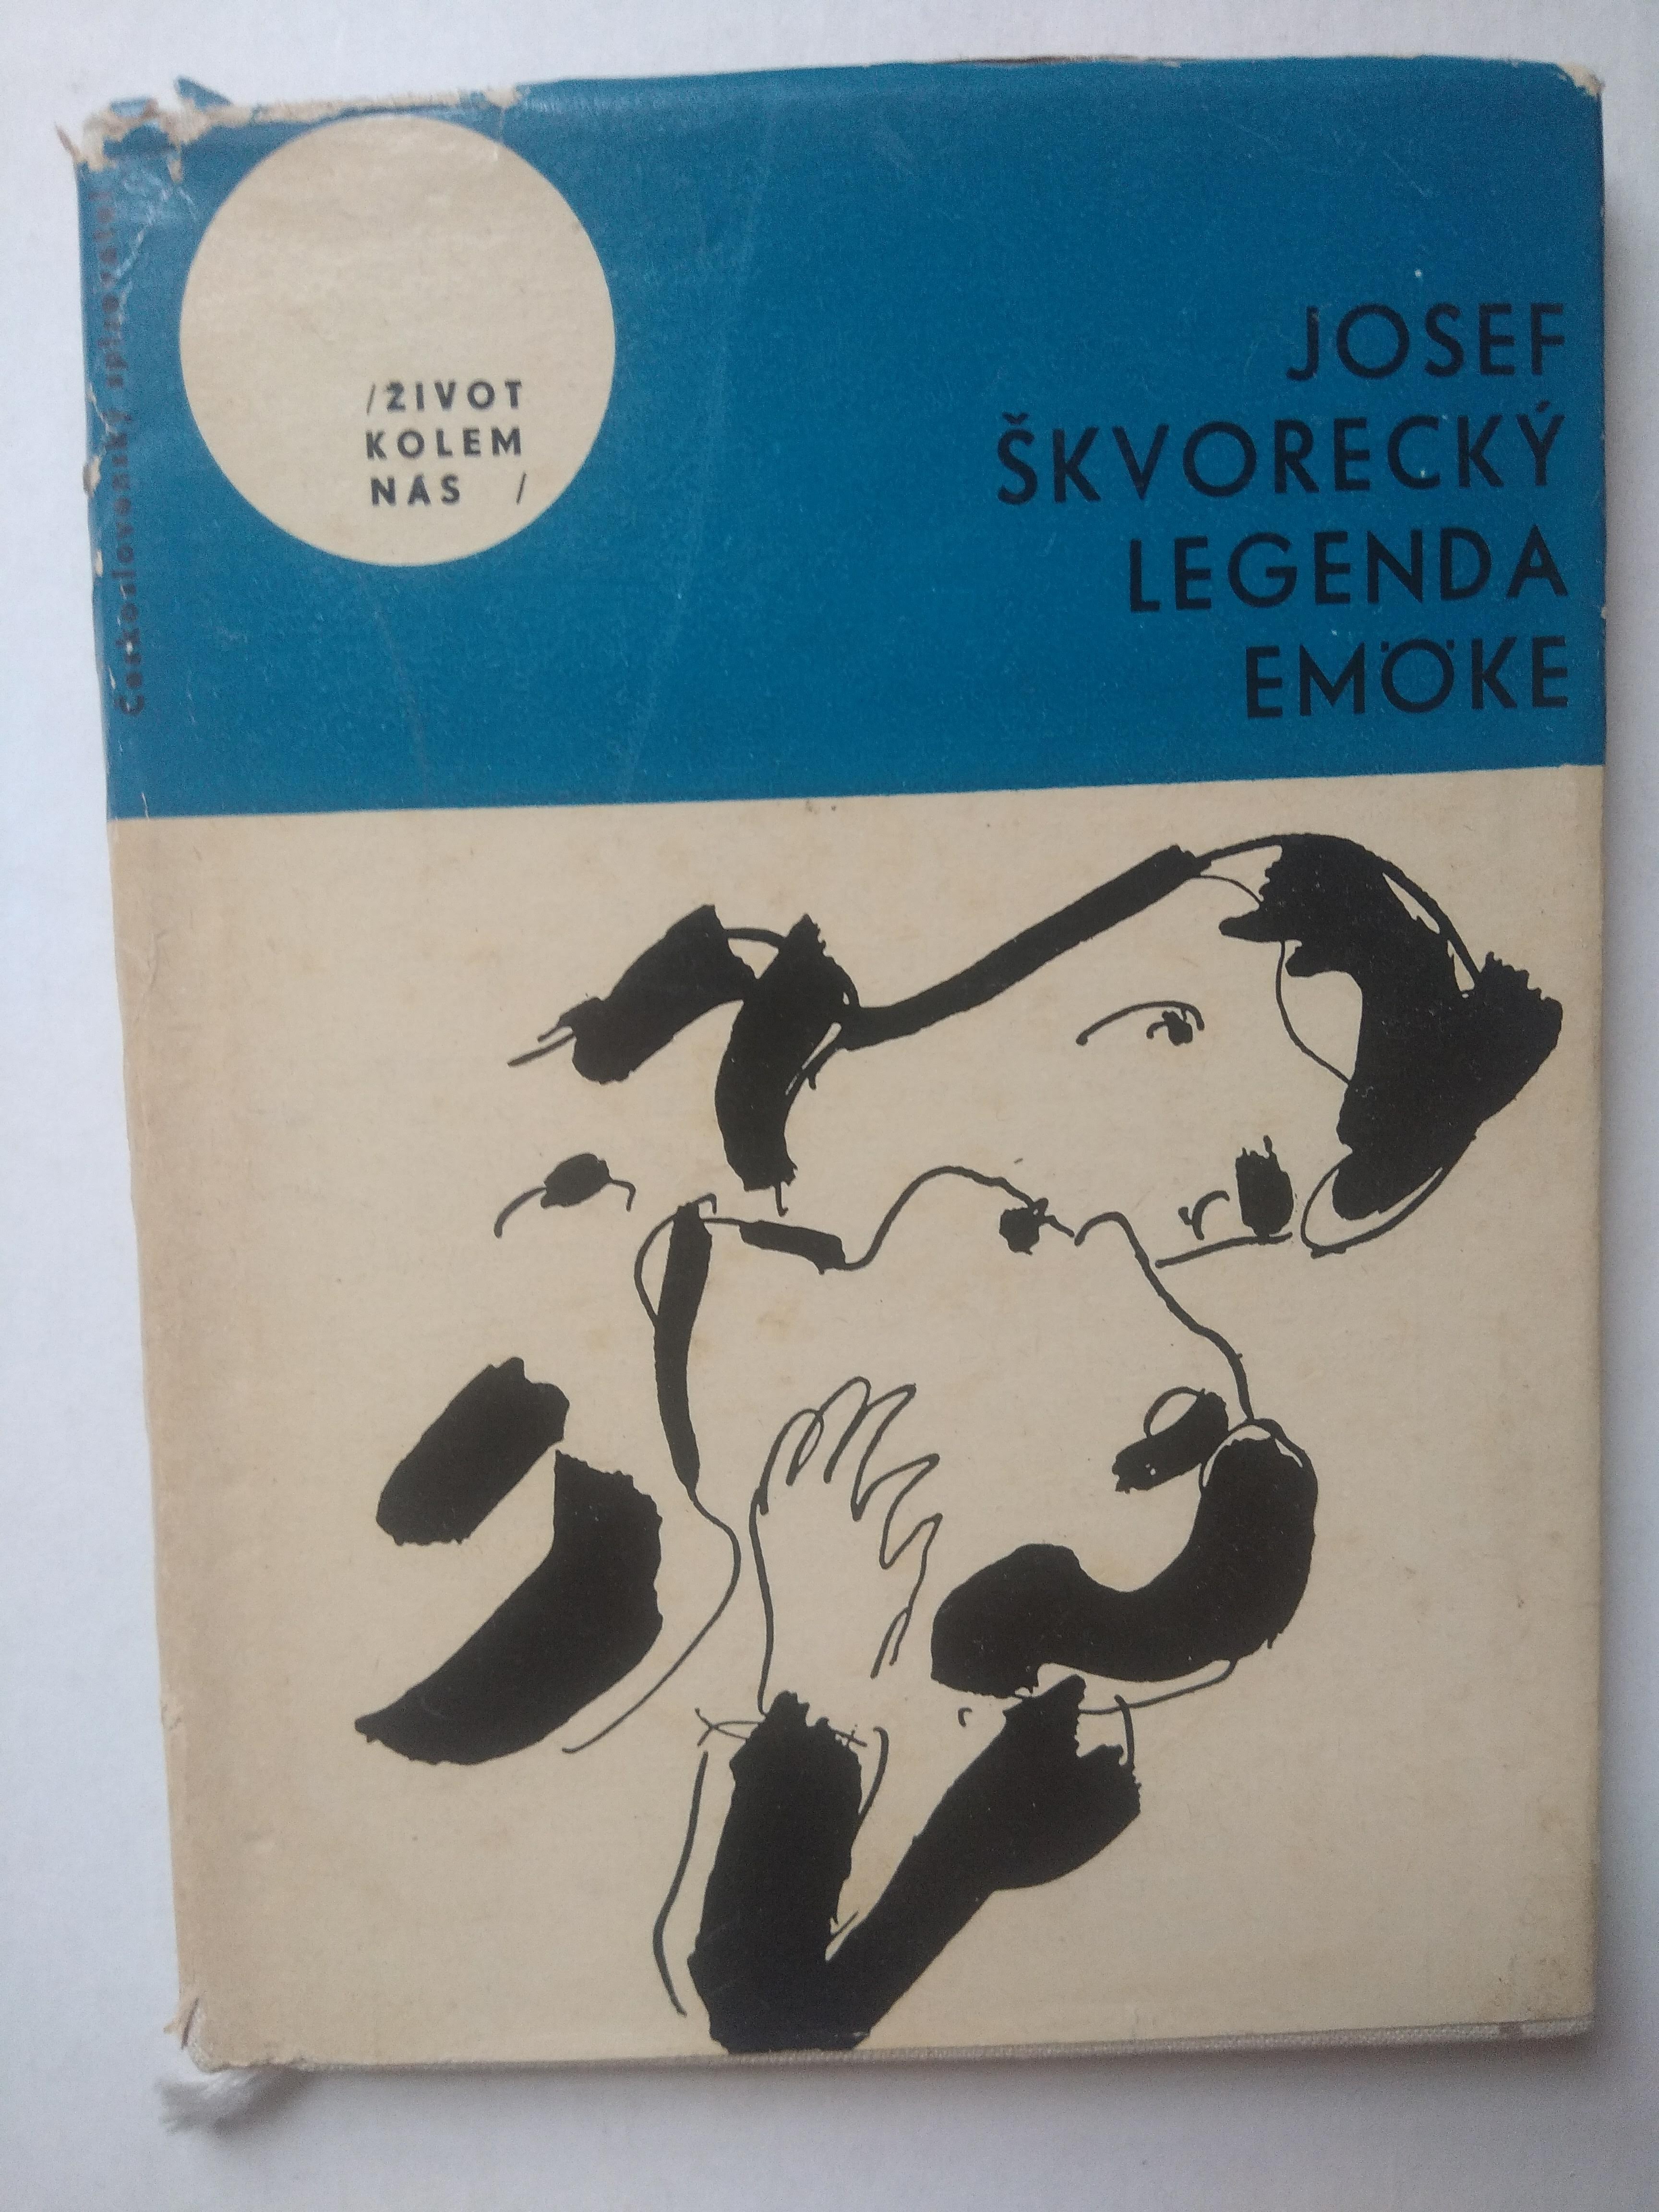 Československý spisovatel
/ŽIVOT
KOLEM
NÁS /
JOSEF
ŠKVORECKÝ
LEGENDA
EMÖKE